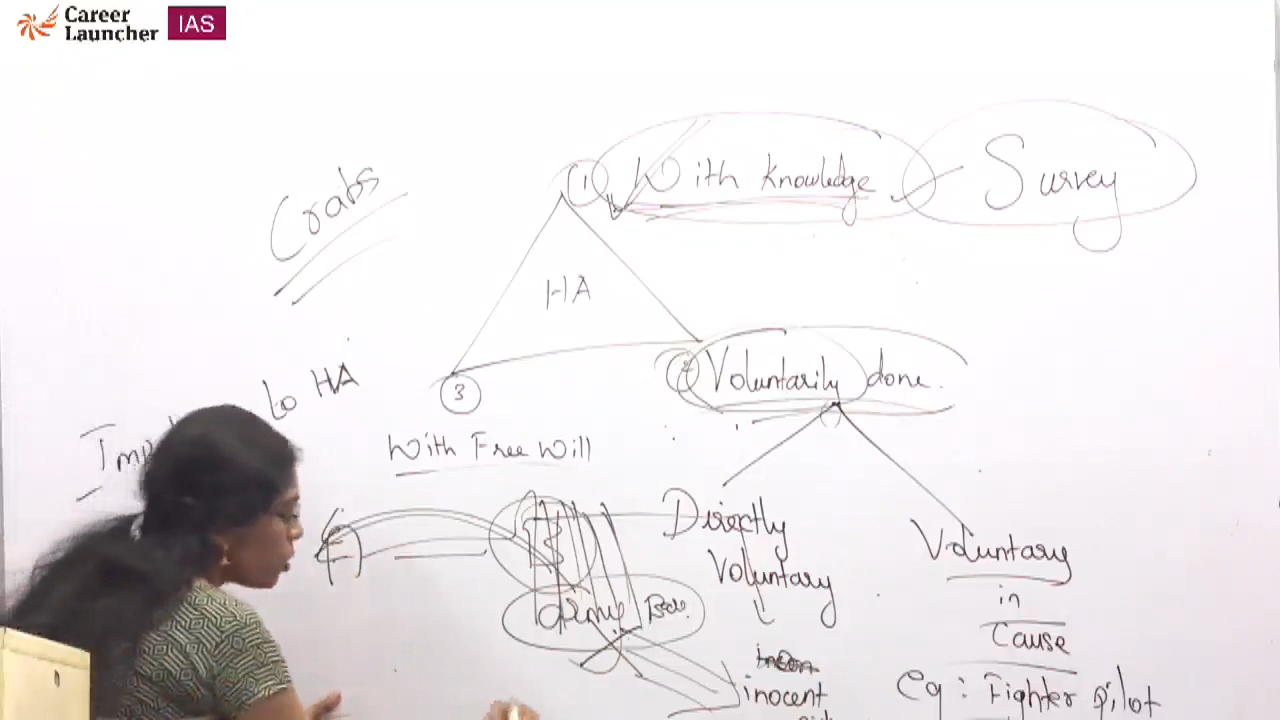 Career
Launcher
IAS
(1) With Knowledge
Survey
Crabs
HA
(2) Voluntarily done.
(3)
to HA
With Free Will
Directly
Voluntary
Voluntary
in
Cause
inocent
eg: Fighter pilot